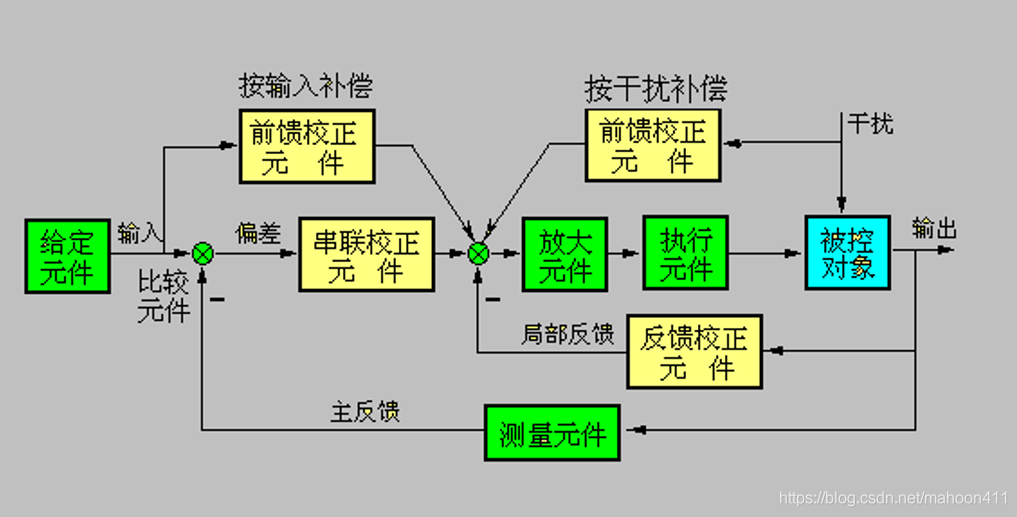 按输入补偿
按干扰补偿
前馈校正
元 件
前馈校正
元 件
干扰
给定
元件
输入
比较
元件
偏差
串联校正
元 件
放大
元件
执行
元件
被控
对象
输出
局部反馈
反馈校正
元 件
主反馈
测量元件
https://blog.csdn.net/mahoon411